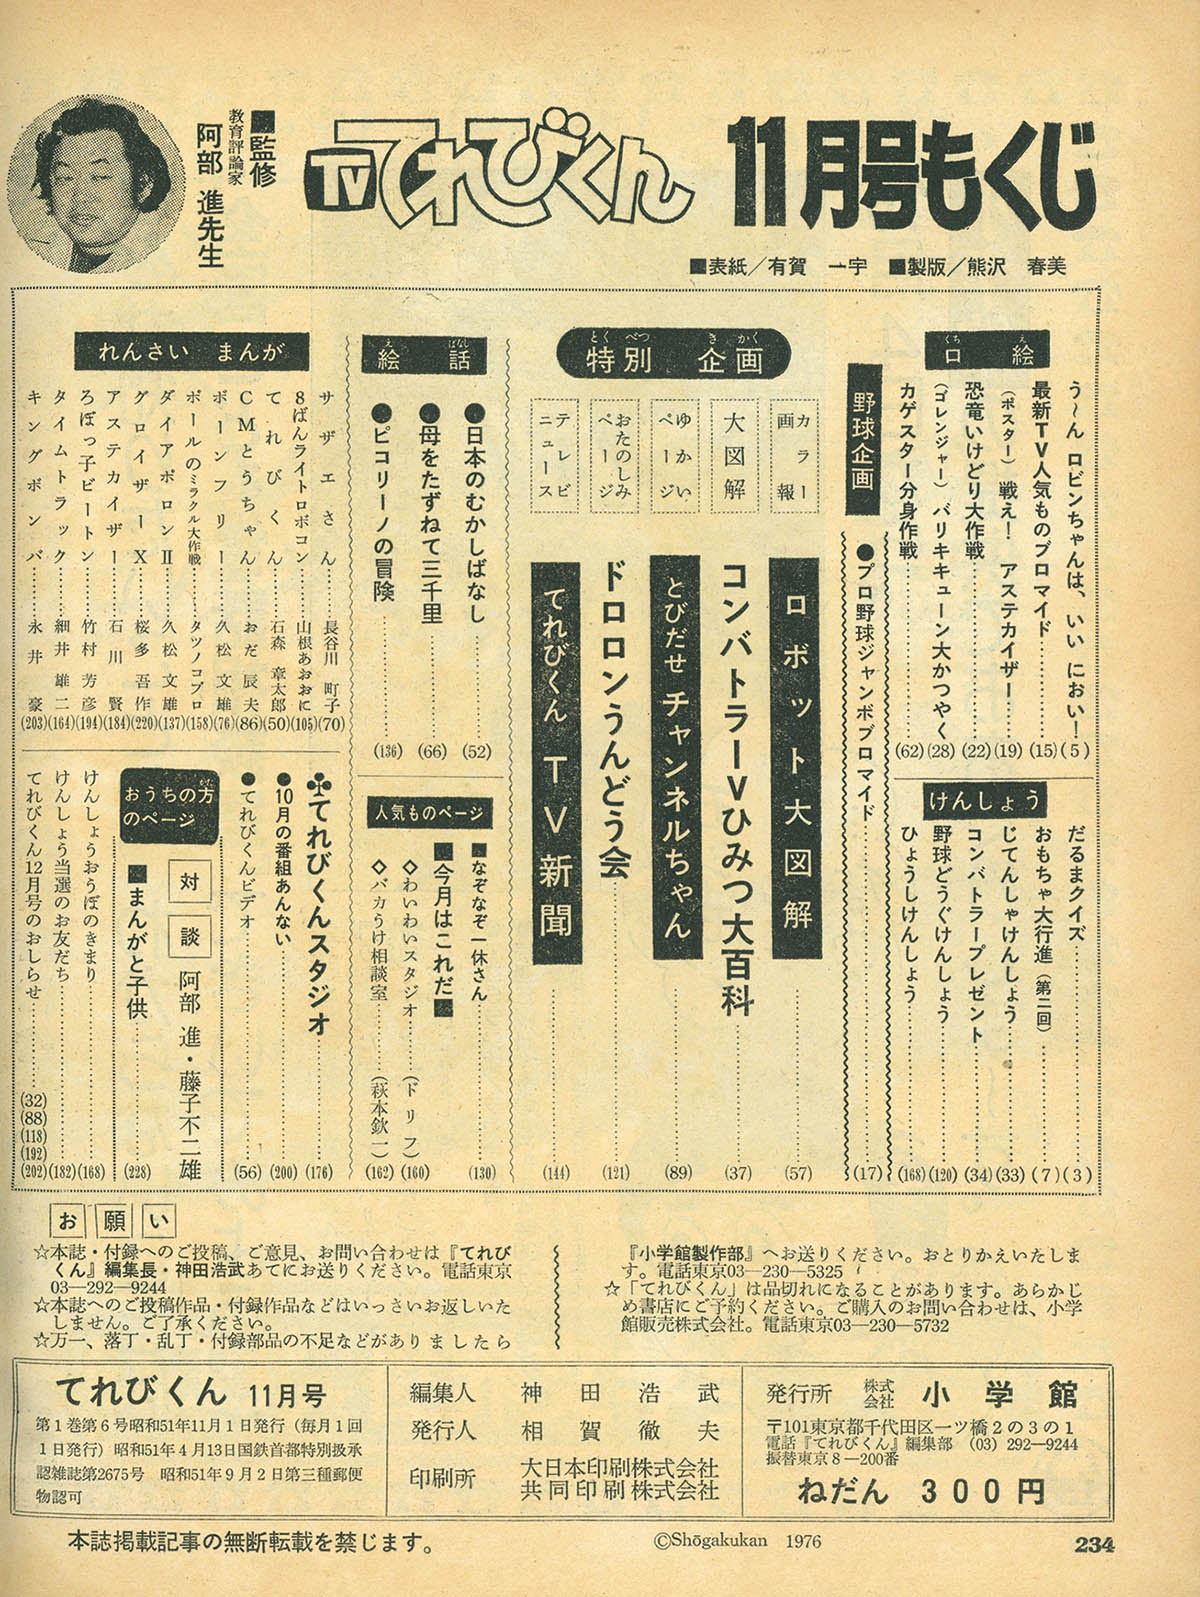 てれびくん 11月号もくじ
TV
■表紙/有賀 一宇 ■製版/熊沢 春美
■監修
教育評論家
阿部 進先生
口絵
くち え
う〜ん ロビンちゃんは、いい におい!(5)
最新TV人気ものブロマイド………(15)
(ポスター) 戦え! アステカイザー………(19)
恐竜いけどり大作戦………(22)
(ゴレンジャー) バリキキューン大かつやく(28)
カゲスター分身作戦………(62)
けんしょう
だるまクイズ………(3)
おもちゃ大行進(第二回)………(7)
じてんしゃけんしょう………(33)
コンバトラープレゼント………(34)
野球どうぐけんしょう………(120)
ひょうしけんしょう………(168)
野球企画
●プロ野球ジャンボブロマイド………(17)
特別 企画
とくべつ きかく
カラー画報
大図解
ゆかいページ
おたのしみページ
テレビニュース
ロボット大図解………(57)
コンバトラーVひみつ大百科………(37)
とびだせ チャンネルちゃん………(89)
ドロロンうんどう会………(121)
てれびくん TV新聞………(144)
絵話
え ばなし
●日本のむかしばなし………(52)
●母をたずねて三千里………(66)
●ピコリーノの冒険………(136)
人気ものページ
■なぞなぞ一休さん………(130)
■今月はこれだ■
◇わいわいスタジオ………(ドリフ)(160)
◇バカうけ相談室………(萩本欽一)(162)
れんさい まんが
サザエさん………長谷川 町子(70)
8ばんライトロボコン………山根あおおに(105)
てれびくん………石森 章太郎(50)
CMとうちゃん………おだ 辰夫(86)
ボーンフリー………久松 文雄(76)
ポールのミラクル大作戦………タツノコプロ(158)
ダイアポロンⅡ………久松 文雄(137)
グロイザーX………桜多 吾作(220)
アステカイザー………石川 賢(184)
ろぼっ子ビートン………竹村 芳彦(194)
タイムトラック………細井 雄二(164)
キングボンバ………永井 豪(203)
♣てれびくんスタジオ………(176)
●10月の番組あんない………(200)
●てれびくんビデオ………(56)
おうちの方のページ
かた
対談 阿部 進・藤子不二雄
■まんがと子供………(228)
けんしょうおうぼのきまり………(168)
けんしょう当選のお友だち………(182)
てれびくん12月号のおしらせ………(32)(88)(118)(192)(202)
お願い
☆本誌・付録へのご投稿、ご意見、お問い合わせは『てれび
くん』編集長・神田浩武あてにお送りください。電話東京
03—292—9244
☆本誌へのご投稿作品・付録作品などはいっさいお返しいた
しません。ご了承ください。
☆万一、落丁・乱丁・付録部品の不足などがありましたら
『小学館製作部』へお送りください。おとりかえいたしま
す。電話東京03—230—5325
☆「てれびくん」は品切れになることがあります。あらかじ
め書店にご予約ください。ご購入のお問い合わせは、小学
館販売株式会社。電話東京03—230—5732
てれびくん 11月号
第1巻第6号昭和51年11月1日発行(毎月1回
1日発行)昭和51年4月13日国鉄首都特別扱承
認雑誌第2675号 昭和51年9月2日第三種郵便
物認可
編集人 神田浩武
発行人 相賀徹夫
印刷所 大日本印刷株式会社
共同印刷株式会社
発行所 株式会社 小学館
〒101東京都千代田区一ツ橋2の3の1
電話『てれびくん』編集部 (03)292—9244
振替東京8—200番
ねだん 300円
本誌掲載記事の無断転載を禁じます。
©Shōgakukan 1976
234